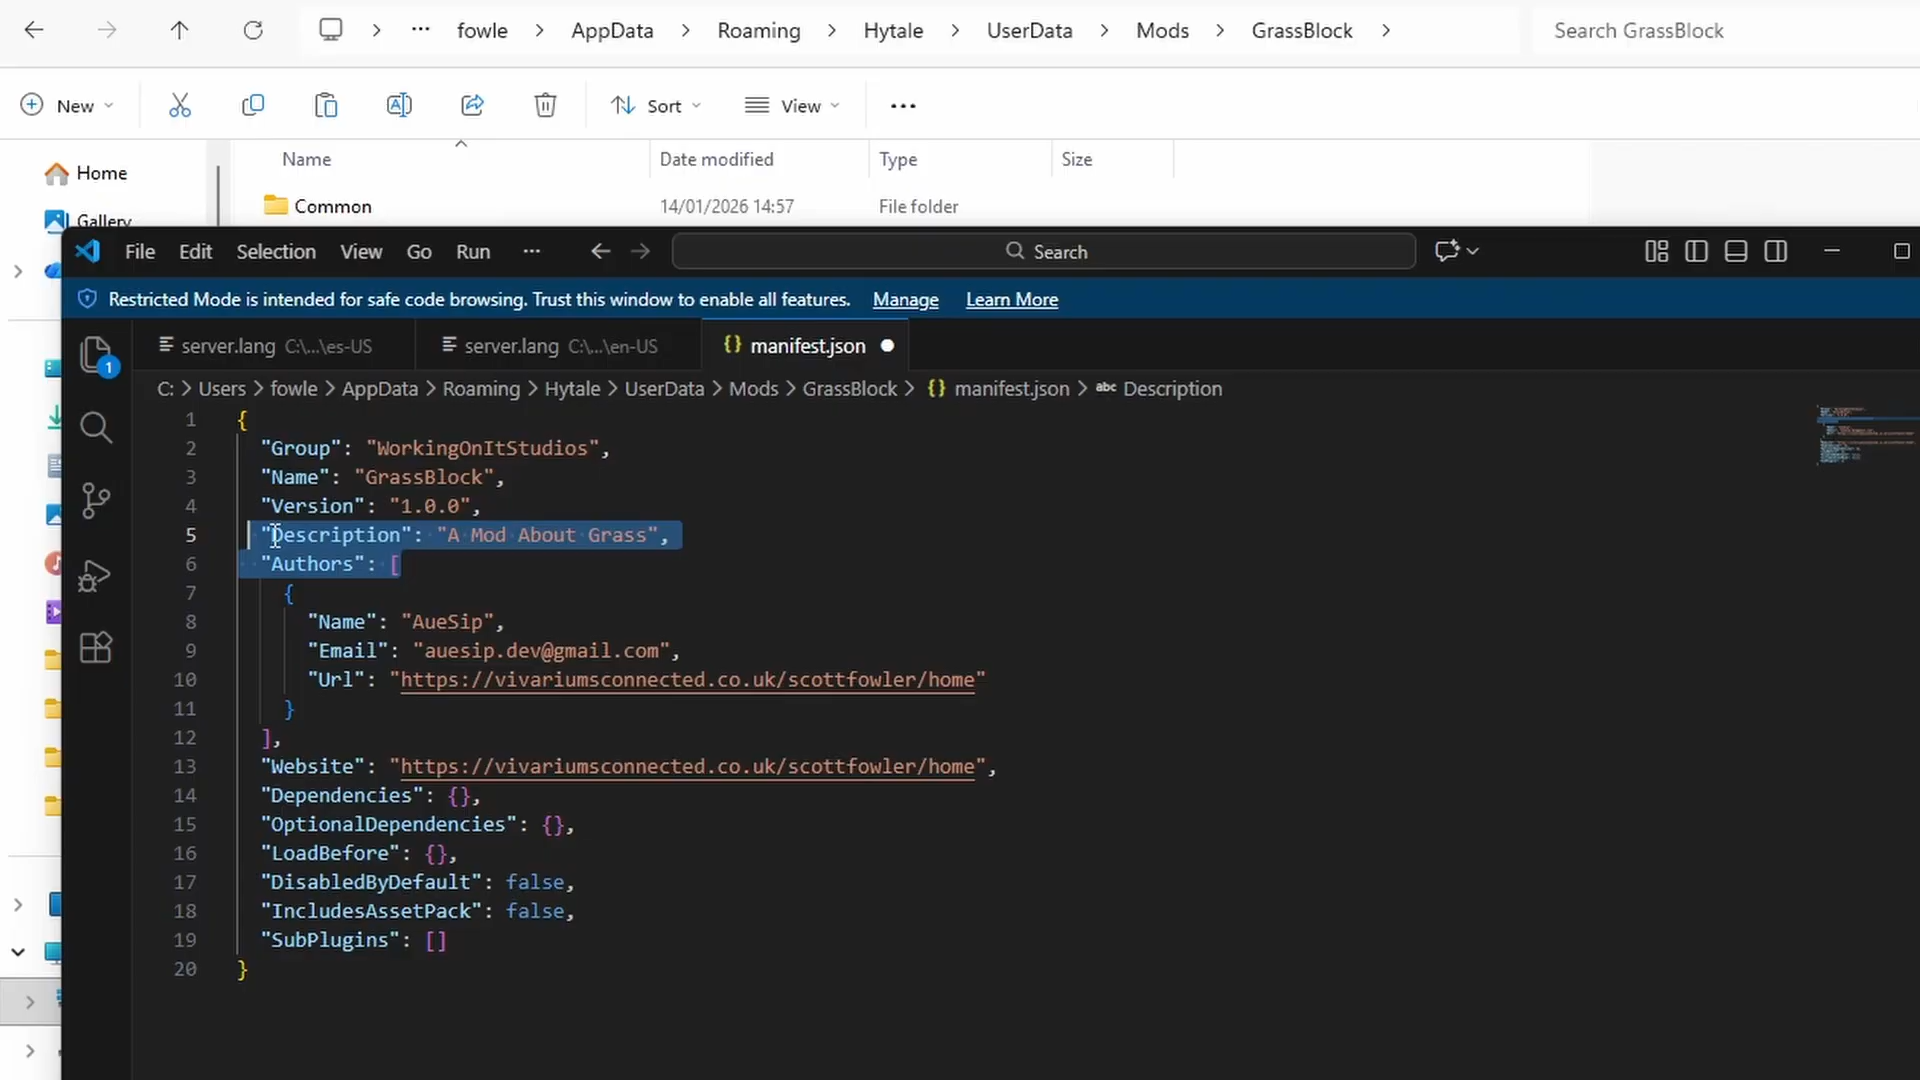 fowle > AppData > Roaming > Hytale > UserData > Mods > GrassBlock >
Search GrassBlock
New
Sort
View
Name
Date modified
Type
Size
Home
Common
14/01/2026 14:57
File folder
Gallery
File Edit Selection View Go Run
Search
Restricted Mode is intended for safe code browsing. Trust this window to enable all features. Manage Learn More
1
server.lang C:\...\es-US
server.lang C:\...\en-US
{} manifest.json
C: > Users > fowle > AppData > Roaming > Hytale > UserData > Mods > GrassBlock > {} manifest.json > abc Description
1 {
2 "Group": "WorkingOnItStudios",
3 "Name": "GrassBlock",
4 "Version": "1.0.0",
5 "Description": "A Mod About Grass",
6 "Authors": [
7 {
8 "Name": "AueSip",
9 "Email": "auesip.dev@gmail.com",
10 "Url": "https://vivariumsconnected.co.uk/scottfowler/home"
11 }
12 ],
13 "Website": "https://vivariumsconnected.co.uk/scottfowler/home",
14 "Dependencies": {},
15 "OptionalDependencies": {},
16 "LoadBefore": {},
17 "DisabledByDefault": false,
18 "IncludesAssetPack": false,
19 "SubPlugins": []
20 }